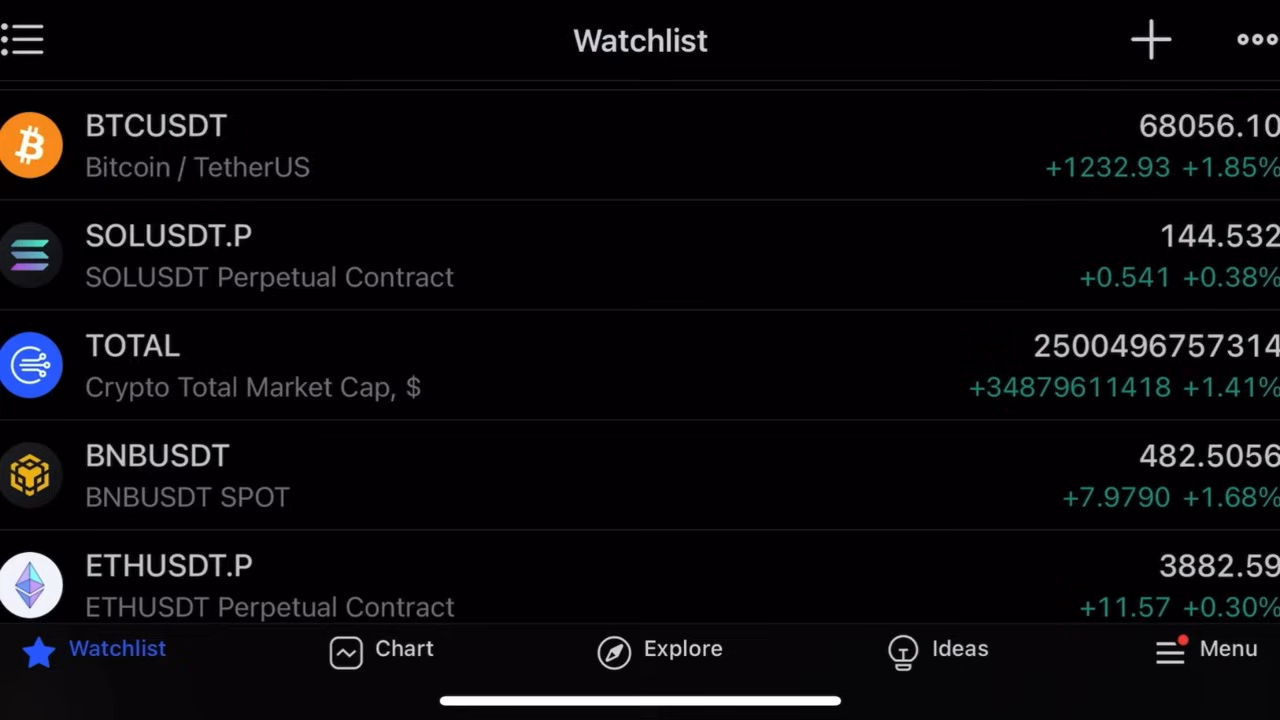 Watchlist
BTCUSDT
68056.10
Bitcoin / TetherUS
+1232.93 +1.85%
SOLUSDT.P
144.532
SOLUSDT Perpetual Contract
+0.541 +0.38%
TOTAL
2500496757314
Crypto Total Market Cap, $
+34879611418 +1.41%
BNBUSDT
482.5056
BNBUSDT SPOT
+7.9790 +1.68%
ETHUSDT.P
3882.59
ETHUSDT Perpetual Contract
+11.57 +0.30%
Watchlist Chart Explore Ideas Menu